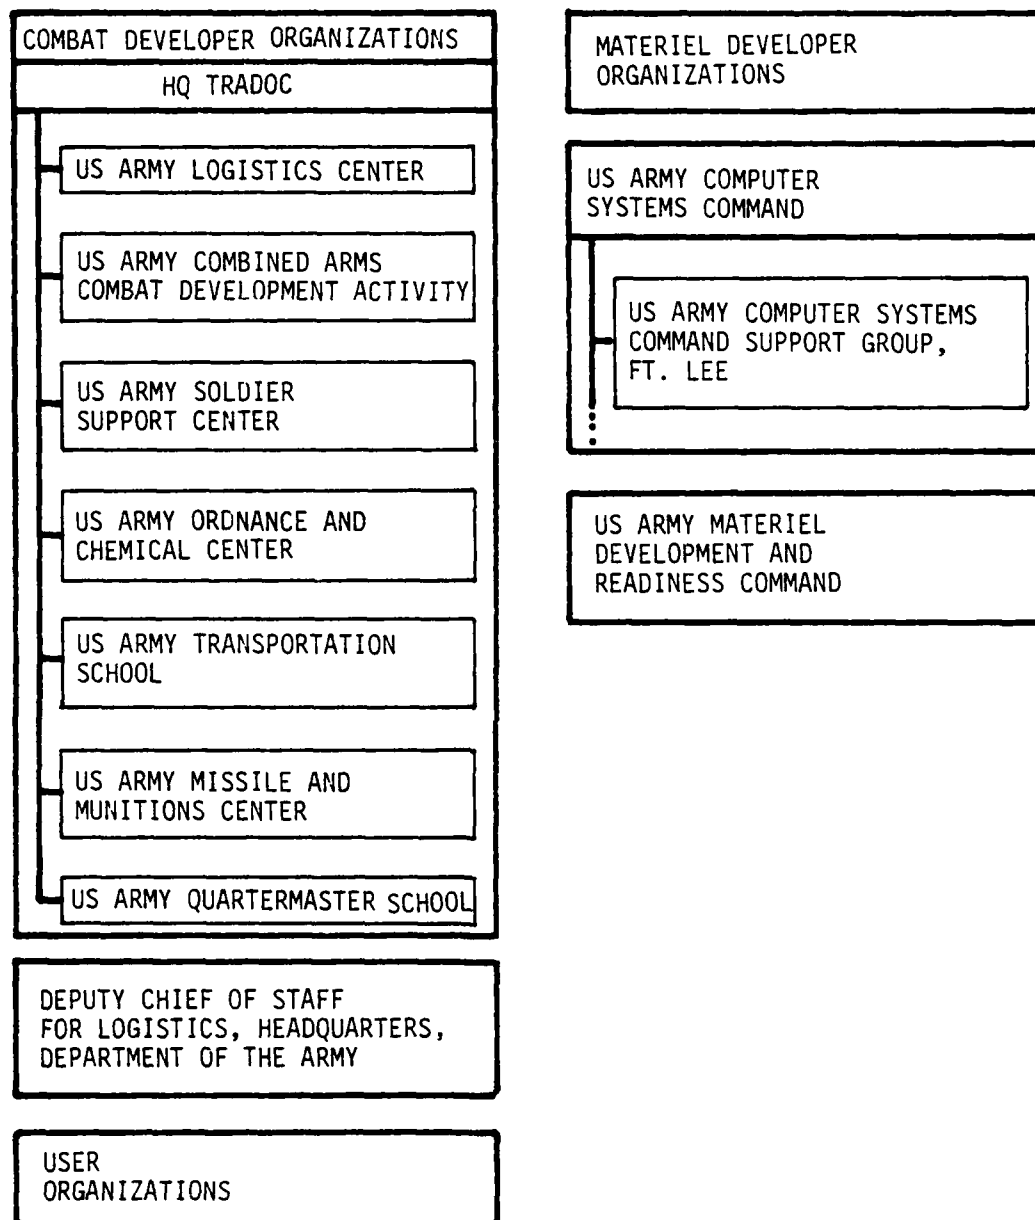 COMBAT DEVELOPER ORGANIZATIONS
HQ TRADOC
US ARMY LOGISTICS CENTER
US ARMY COMBINED ARMS
COMBAT DEVELOPMENT ACTIVITY
US ARMY SOLDIER
SUPPORT CENTER
US ARMY ORDNANCE AND
CHEMICAL CENTER
US ARMY TRANSPORTATION
SCHOOL
US ARMY MISSILE AND
MUNITIONS CENTER
US ARMY QUARTERMASTER SCHOOL
DEPUTY CHIEF OF STAFF
FOR LOGISTICS, HEADQUARTERS,
DEPARTMENT OF THE ARMY
USER
ORGANIZATIONS
MATERIEL DEVELOPER
ORGANIZATIONS
US ARMY COMPUTER
SYSTEMS COMMAND
US ARMY COMPUTER SYSTEMS
COMMAND SUPPORT GROUP,
FT. LEE
US ARMY MATERIEL
DEVELOPMENT AND
READINESS COMMAND